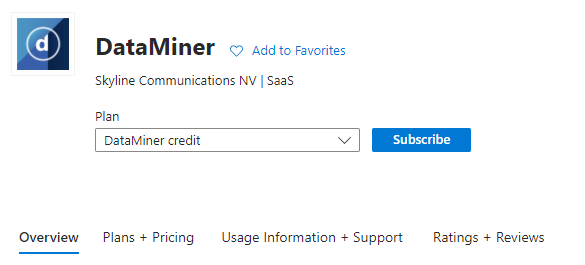 d
DataMiner
Add to Favorites
Skyline Communications NV | SaaS
Plan
DataMiner credit
Subscribe
Overview
Plans + Pricing
Usage Information + Support
Ratings + Reviews